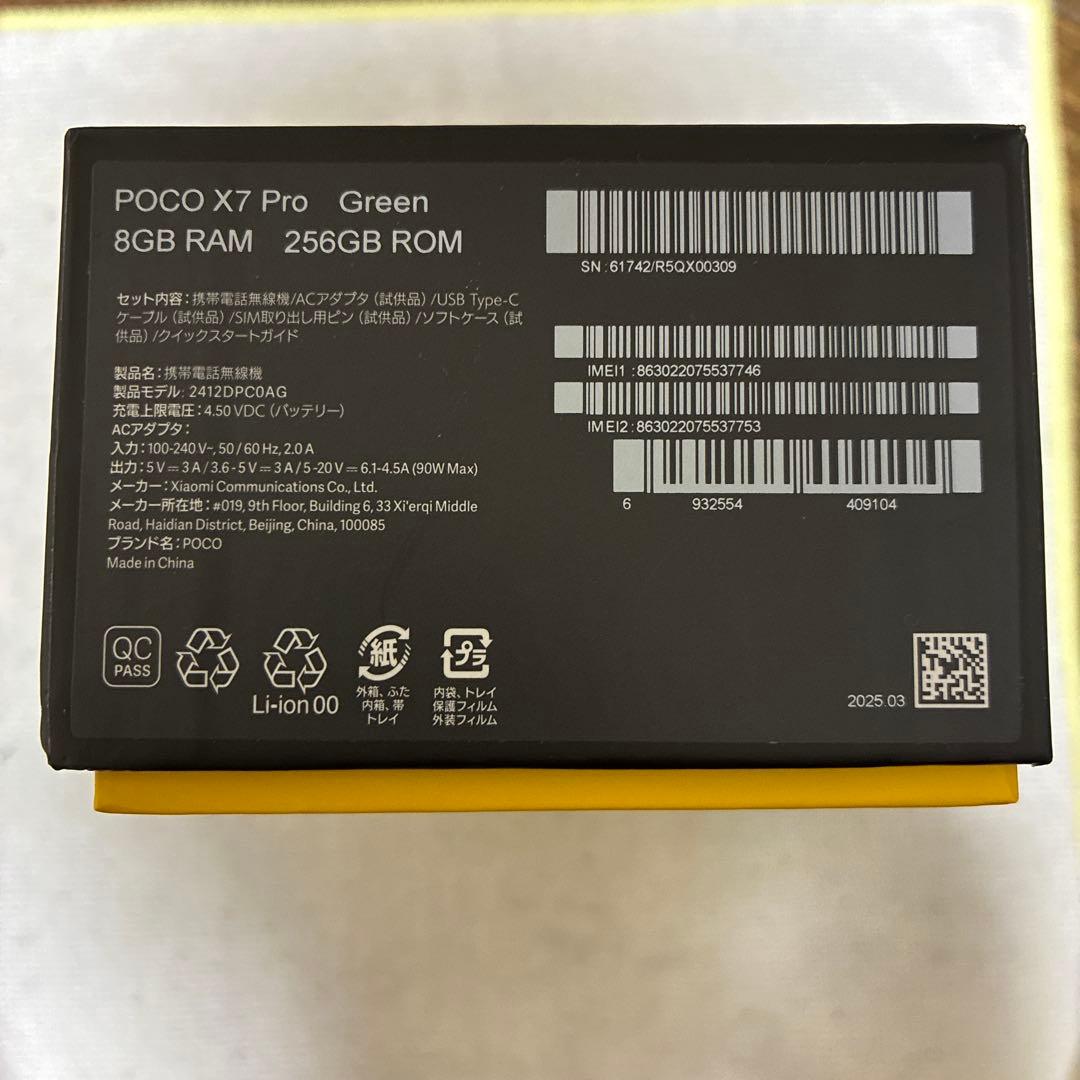 POCO X7 Pro Green
8GB RAM 256GB ROM
セット内容：携帯電話無線機/ACアダプタ（試供品）/USB Type-C
ケーブル（試供品）/SIM取り出し用ピン（試供品）/ソフトケース（試
供品）/クイックスタートガイド
製品名：携帯電話無線機
製品モデル: 2412DPC0AG
充電上限電圧：4.50 VDC（バッテリー）
ACアダプタ：
入力：100-240 V~, 50 / 60 Hz, 2.0 A
出力：5 V⎓3 A / 3.6 - 5 V⎓3 A / 5 -20 V⎓6.1-4.5A (90W Max)
メーカー：Xiaomi Communications Co., Ltd.
メーカー所在地：#019, 9th Floor, Building 6, 33 Xi'erqi Middle
Road, Haidian District, Beijing, China, 100085
ブランド名：POCO
Made in China
SN : 61742/R5QX00309
IMEI1 : 863022075537746
IMEI2 : 863022075537753
6 932554 409104
QC
PASS
Li-ion 00
紙
外箱、ふた
内箱、帯
トレイ
プラ
内袋、トレイ
保護フィルム
外装フィルム
2025.03